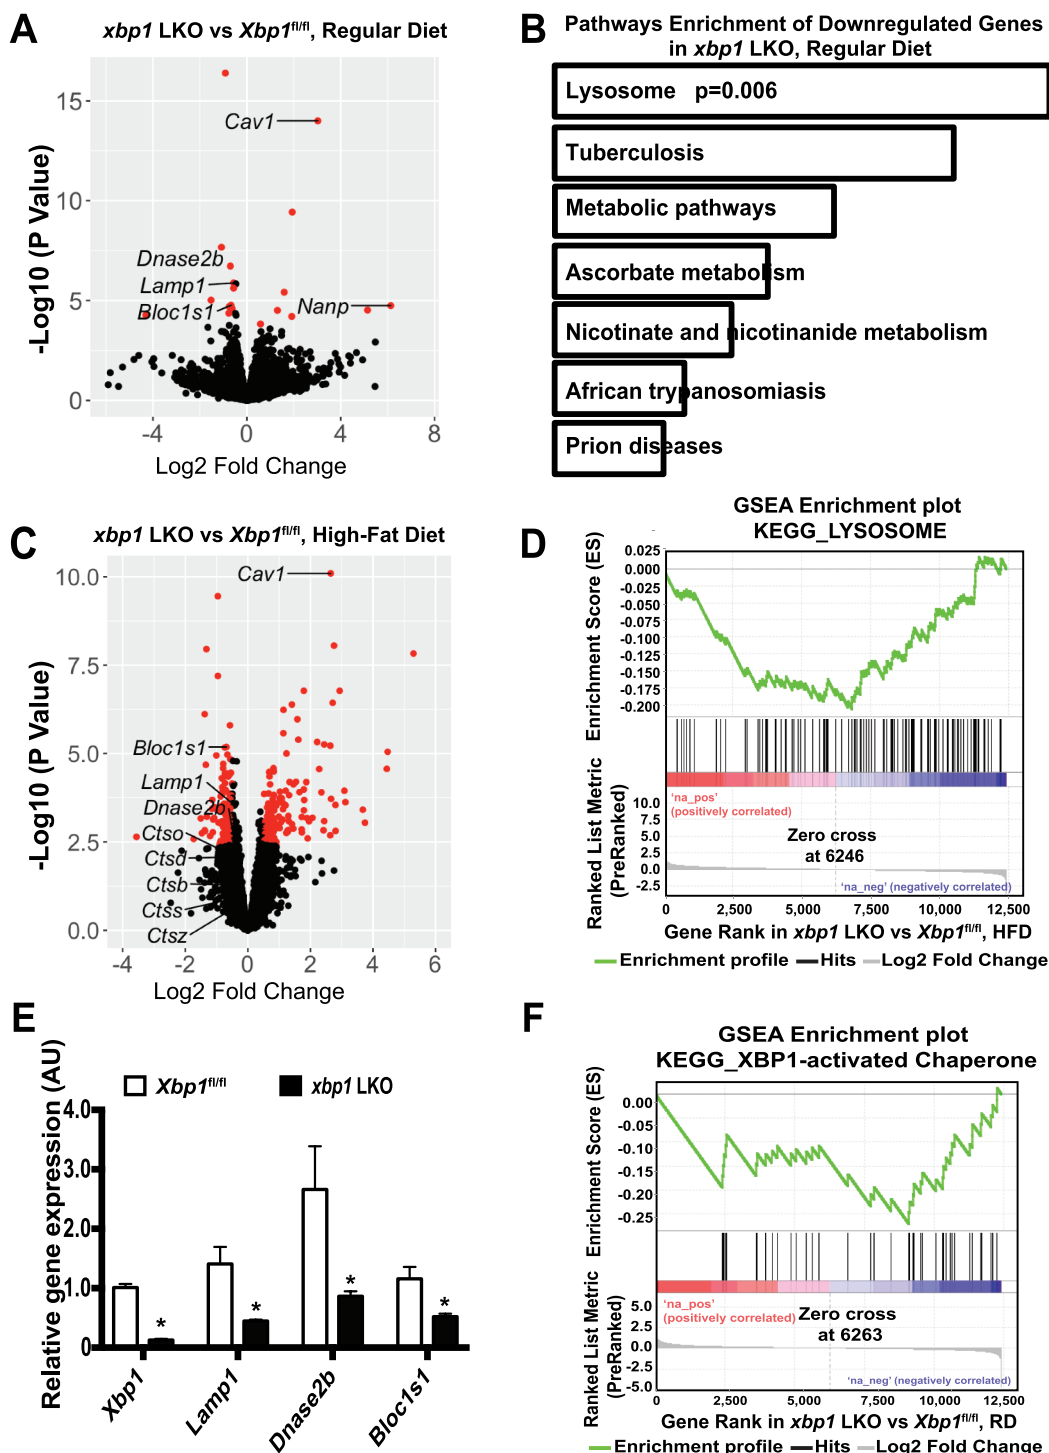 A
xbp1 LKO vs Xbp1fl/fl, Regular Diet
-Log10 (P Value)
15
10
5
0
Cav1
Dnase2b
Lamp1
Bloc1s1
Nanp
-4
0
4
8
Log2 Fold Change
B
Pathways Enrichment of Downregulated Genes
in xbp1 LKO, Regular Diet
Lysosome p=0.006
Tuberculosis
Metabolic pathways
Ascorbate metabolism
Nicotinate and nicotinanide metabolism
African trypanosomiasis
Prion diseases
C
xbp1 LKO vs Xbp1fl/fl, High-Fat Diet
-Log10 (P Value)
10.0
7.5
5.0
2.5
0.0
Cav1
Bloc1s1
Lamp1
Dnase2b
Ctso
Ctsd
Ctsb
Ctss
Ctsz
-4
-2
0
2
4
6
Log2 Fold Change
D
GSEA Enrichment plot
KEGG_LYSOSOME
Enrichment Score (ES)
0.025
0.000
-0.025
-0.050
-0.075
-0.100
-0.125
-0.150
-0.175
-0.200
Ranked List Metric
(PreRanked)
10.0
7.5
5.0
2.5
0.0
-2.5
'na_pos'
(positively correlated)
Zero cross
at 6246
'na_neg' (negatively correlated)
0
2,500
5,000
7,500
10,000
12,500
Gene Rank in xbp1 LKO vs Xbp1fl/fl, HFD
Enrichment profile Hits Log2 Fold Change
E
Relative gene expression (AU)
Xbp1fl/fl
xbp1 LKO
4.0
3.0
2.0
1.0
0
*
*
*
*
Xbp1
Lamp1
Dnase2b
Bloc1s1
F
GSEA Enrichment plot
KEGG_XBP1-activated Chaperone
Enrichment Score (ES)
0.00
-0.05
-0.10
-0.15
-0.20
-0.25
Ranked List Metric
(PreRanked)
5.0
2.5
0.0
-2.5
-5.0
'na_pos'
(positively correlated)
Zero cross
at 6263
'na_neg' (negatively correlated)
0
2,500
5,000
7,500
10,000
12,500
Gene Rank in xbp1 LKO vs Xbp1fl/fl, RD
Enrichment profile Hits Log2 Fold Change